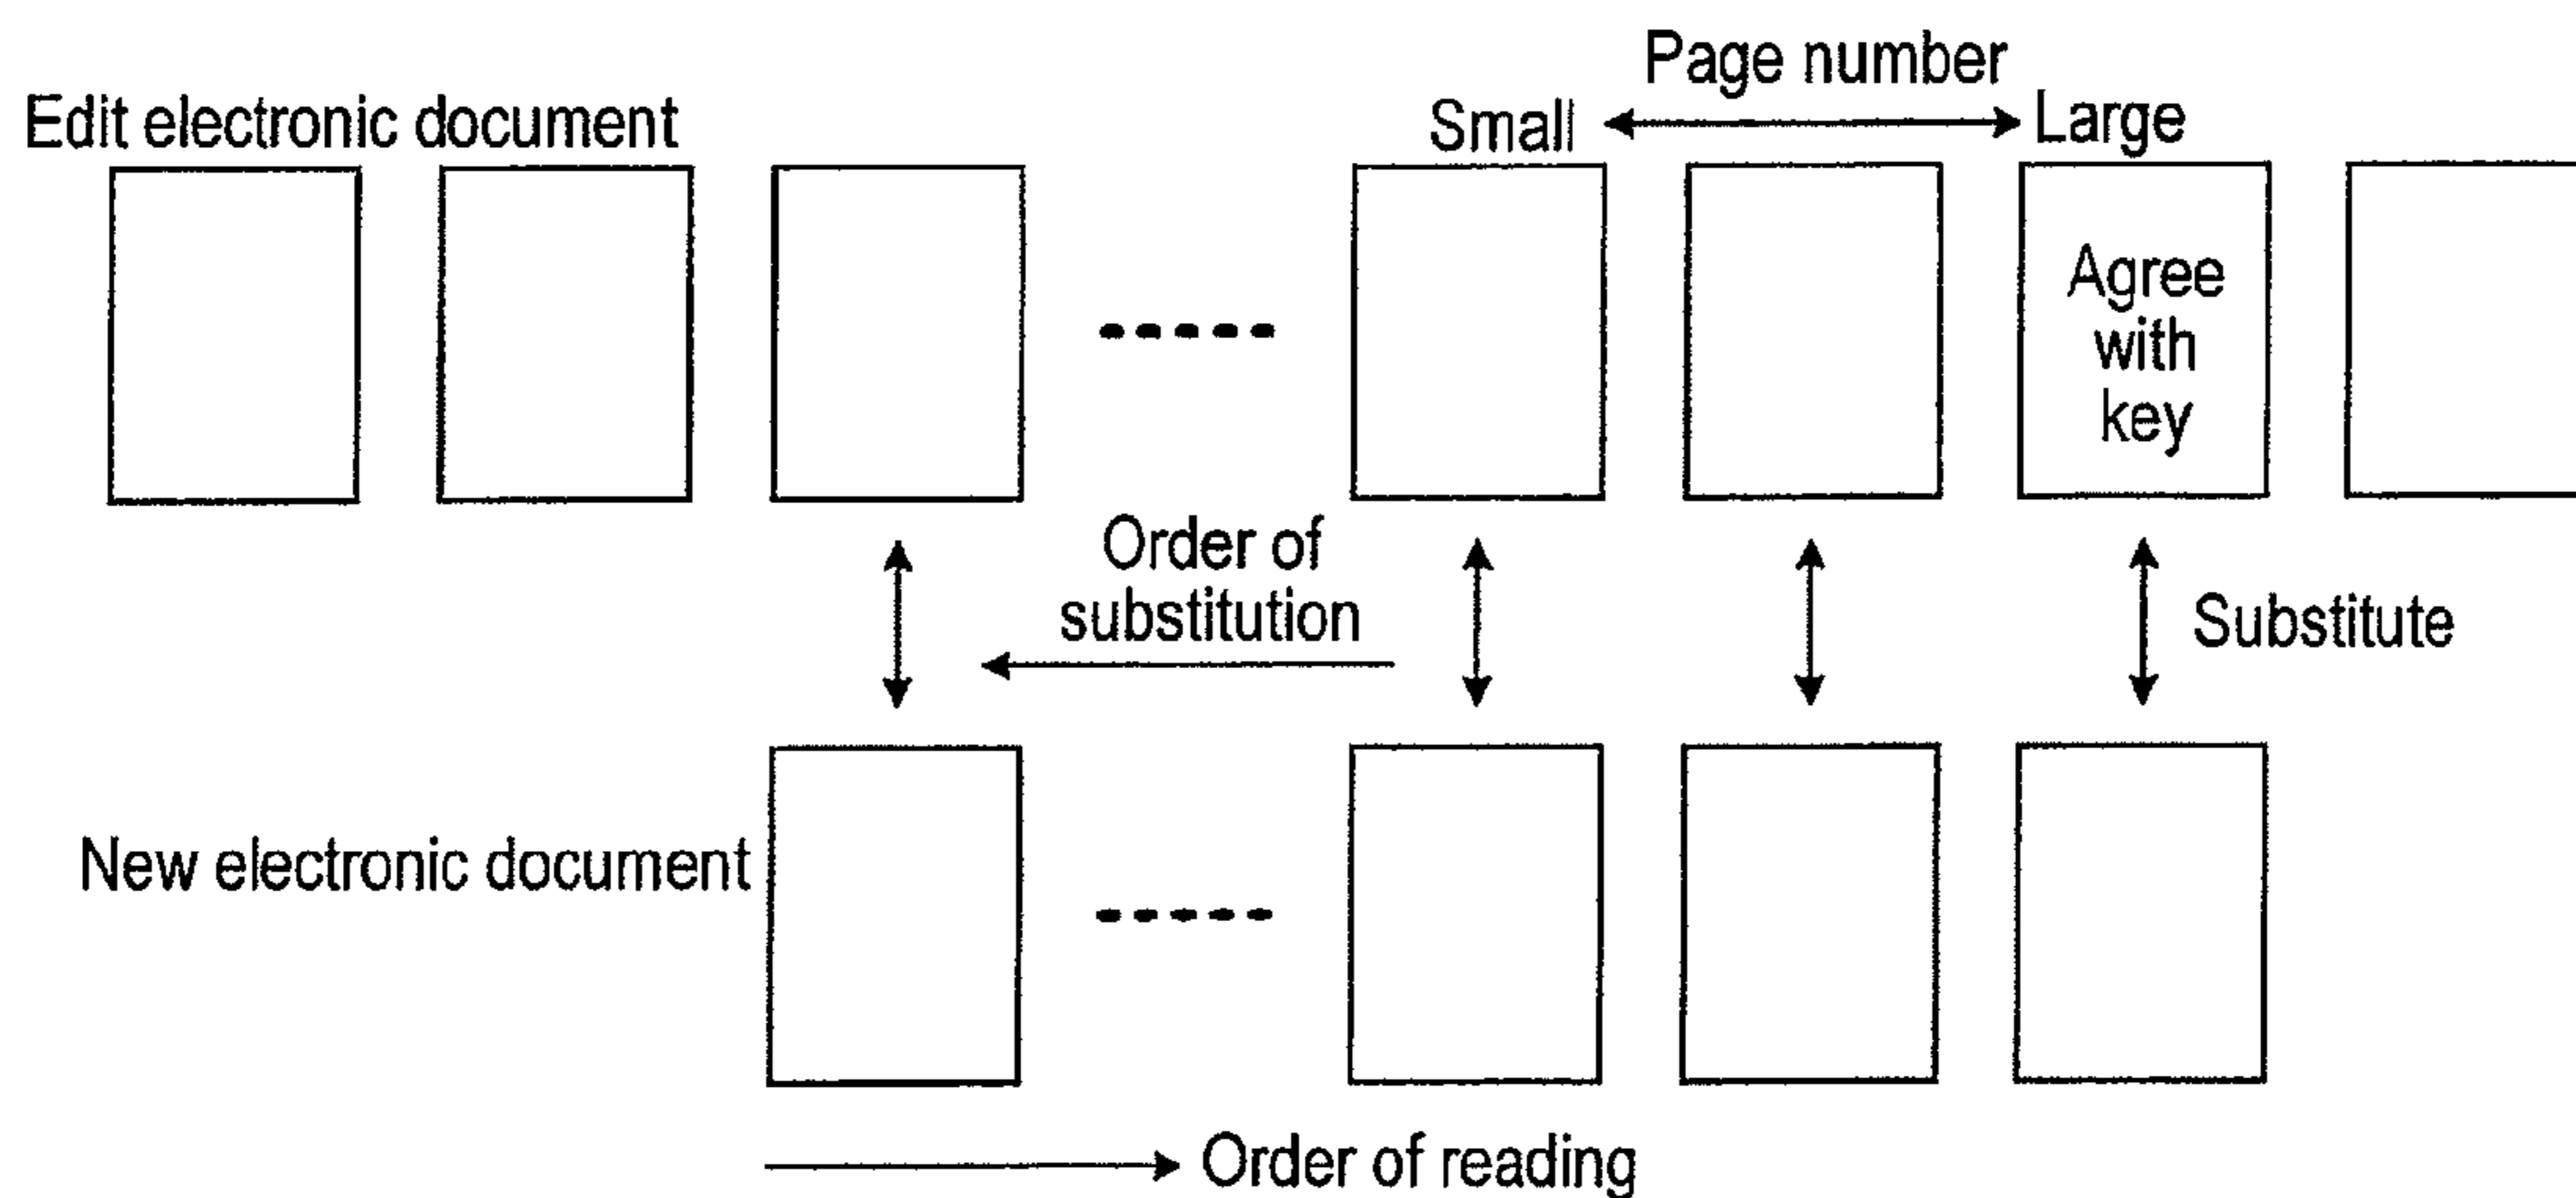 Page number
Edit electronic document
Small
Large
Agree
with
key
Order of
substitution
Substitute
New electronic document
Order of reading